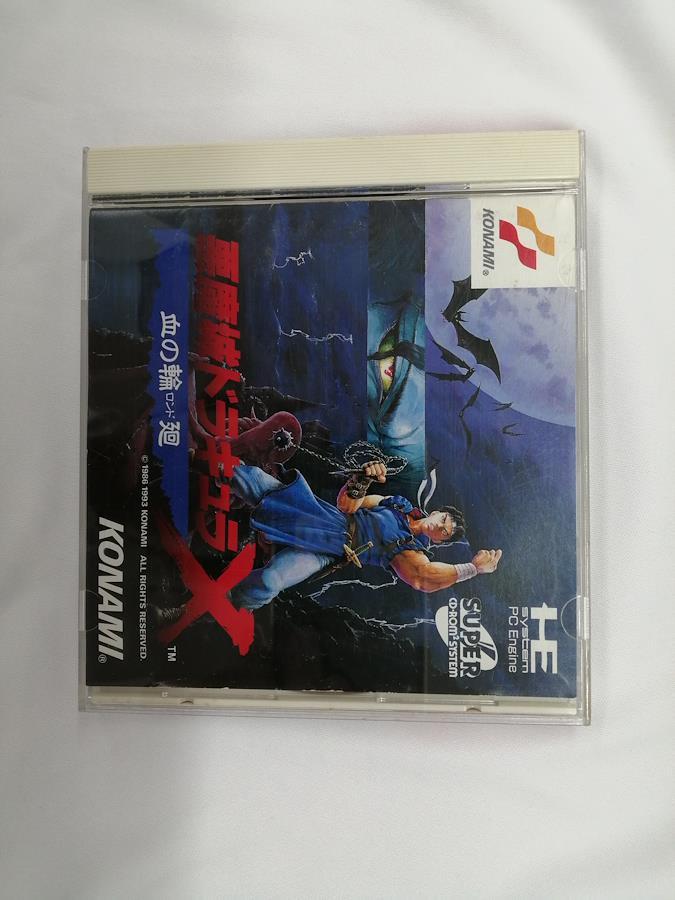 KONAMI®
HE
system
PC Engine
SUPER
CD-ROM² SYSTEM
悪魔城ドラキュラX
TM
血の輪廻
ロンド
© 1986 1993 KONAMI ALL RIGHTS RESERVED.
KONAMI®